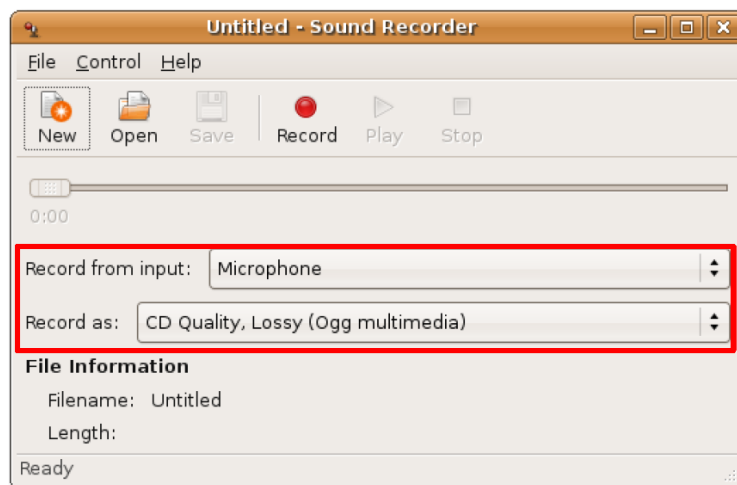 Untitled - Sound Recorder
File Control Help
New Open Save Record Play Stop
0:00
Record from input: Microphone
Record as: CD Quality, Lossy (Ogg multimedia)
File Information
Filename: Untitled
Length:
Ready